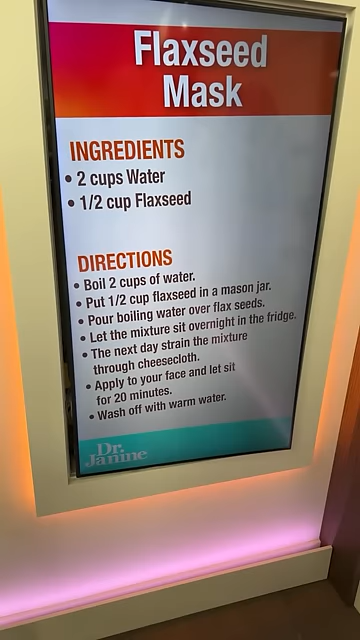 Flaxseed
Mask
INGREDIENTS
• 2 cups Water
• 1/2 cup Flaxseed
DIRECTIONS
• Boil 2 cups of water.
• Put 1/2 cup flaxseed in a mason jar.
• Pour boiling water over flax seeds.
• Let the mixture sit overnight in the fridge.
• The next day strain the mixture
through cheesecloth.
• Apply to your face and let sit
for 20 minutes.
• Wash off with warm water.
Dr.
Janine